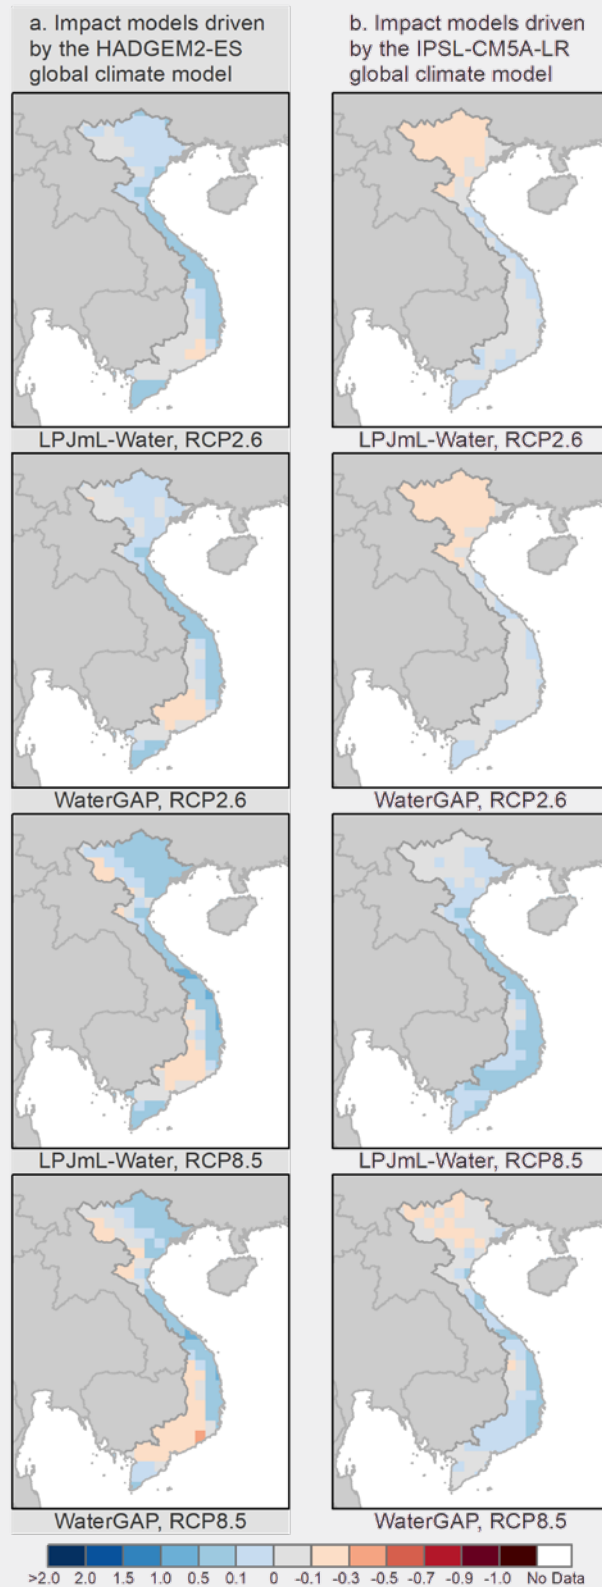 a. Impact models driven
by the HADGEM2-ES
global climate model
b. Impact models driven
by the IPSL-CM5A-LR
global climate model
LPJmL-Water, RCP2.6
LPJmL-Water, RCP2.6
WaterGAP, RCP2.6
WaterGAP, RCP2.6
LPJmL-Water, RCP8.5
LPJmL-Water, RCP8.5
WaterGAP, RCP8.5
WaterGAP, RCP8.5
>2.0 2.0 1.5 1.0 0.5 0.1 0 -0.1 -0.3 -0.5 -0.7 -0.9 -1.0 No Data